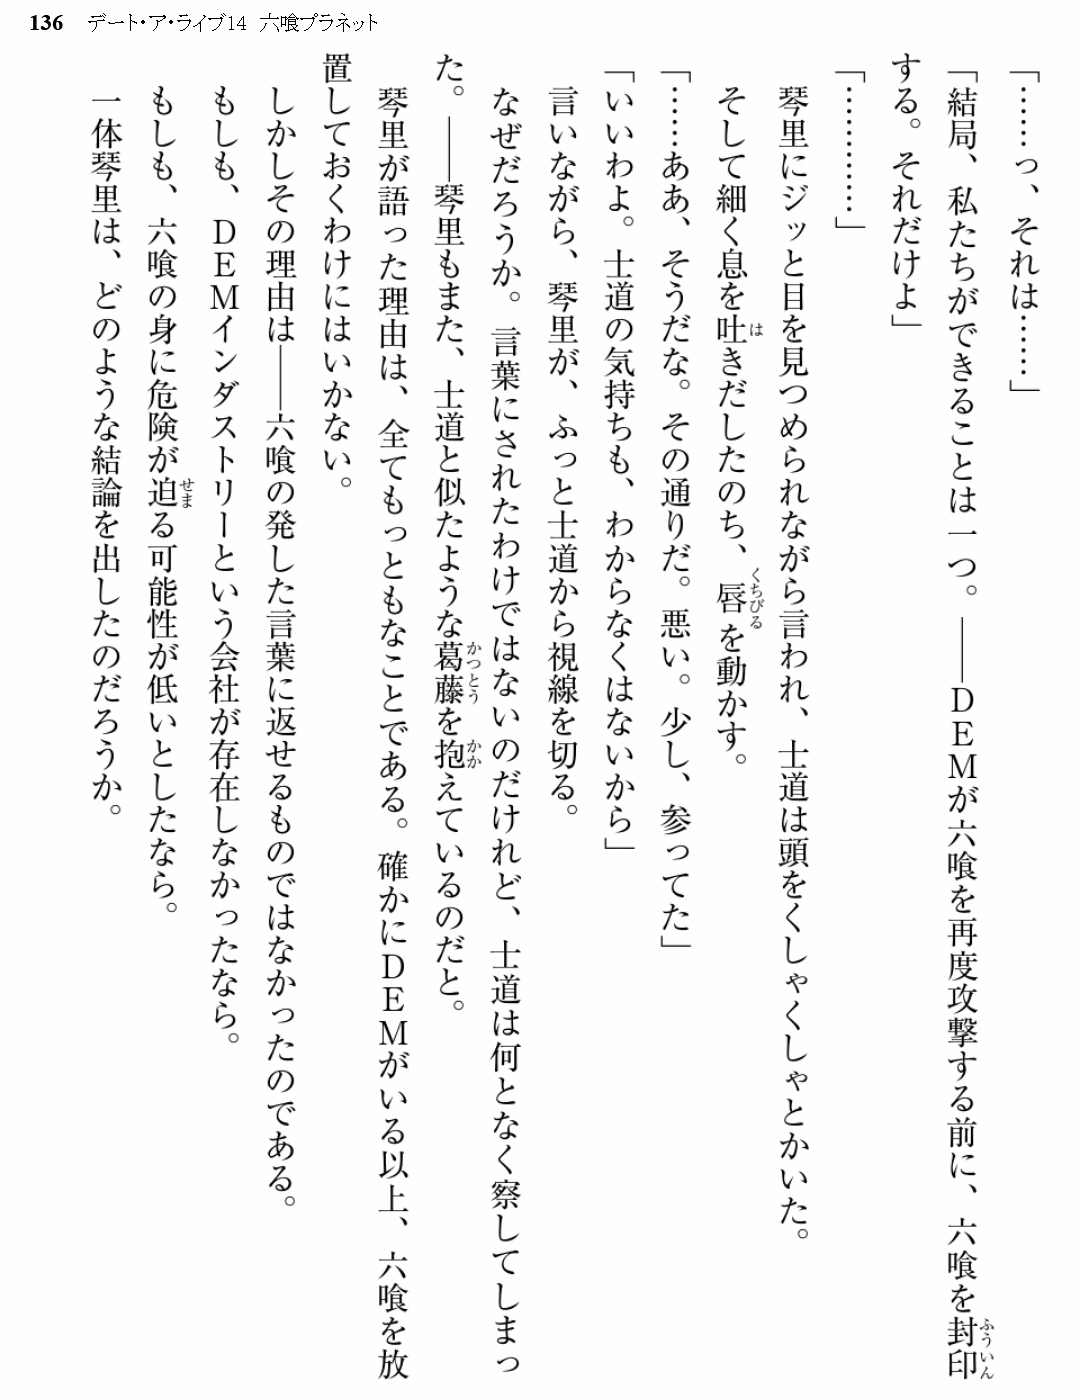 136 デート・ア・ライブ14 六喰プラネット
「……っ、それは……」
「結局、私たちができることは一つ。――DEMが六喰を再度攻撃する前に、六喰を封印
する。それだけよ」
「…………」
琴里にジッと目を見つめられながら言われ、士道は頭をくしゃくしゃとかいた。
そして細く息を吐きだしたのち、唇を動かす。
「……ああ、そうだな。その通りだ。悪い。少し、参ってた」
「いいわよ。士道の気持ちも、わからなくはないから」
言いながら、琴里が、ふっと士道から視線を切る。
なぜだろうか。言葉にされたわけではないのだけれど、士道は何となく察してしまっ
た。――琴里もまた、士道と似たような葛藤を抱えているのだと。
琴里が語った理由は、全てもっともなことである。確かにDEMがいる以上、六喰を放
置しておくわけにはいかない。
しかしその理由は――六喰の発した言葉に返せるものではなかったのである。
もしも、DEMインダストリーという会社が存在しなかったなら。
もしも、六喰の身に危険が迫る可能性が低いとしたなら。
一体琴里は、どのような結論を出したのだろうか。